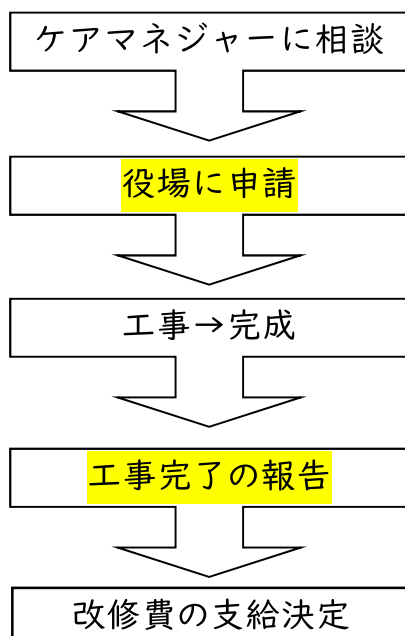 ケアマネジャーに相談
役場に申請
工事→完成
工事完了の報告
改修費の支給決定